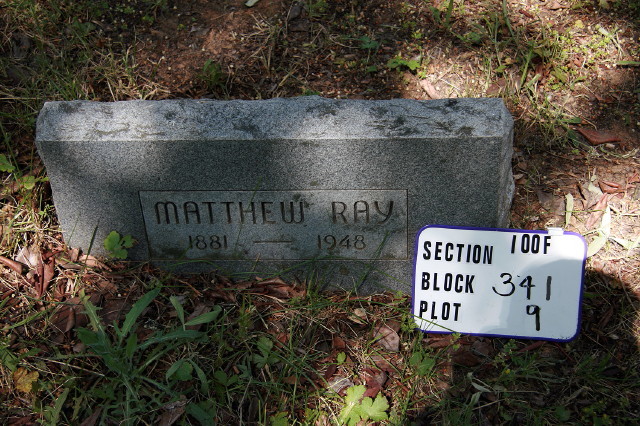 MATTHEW RAY
1881 — 1948
SECTION 100F
BLOCK 341
PLOT 9